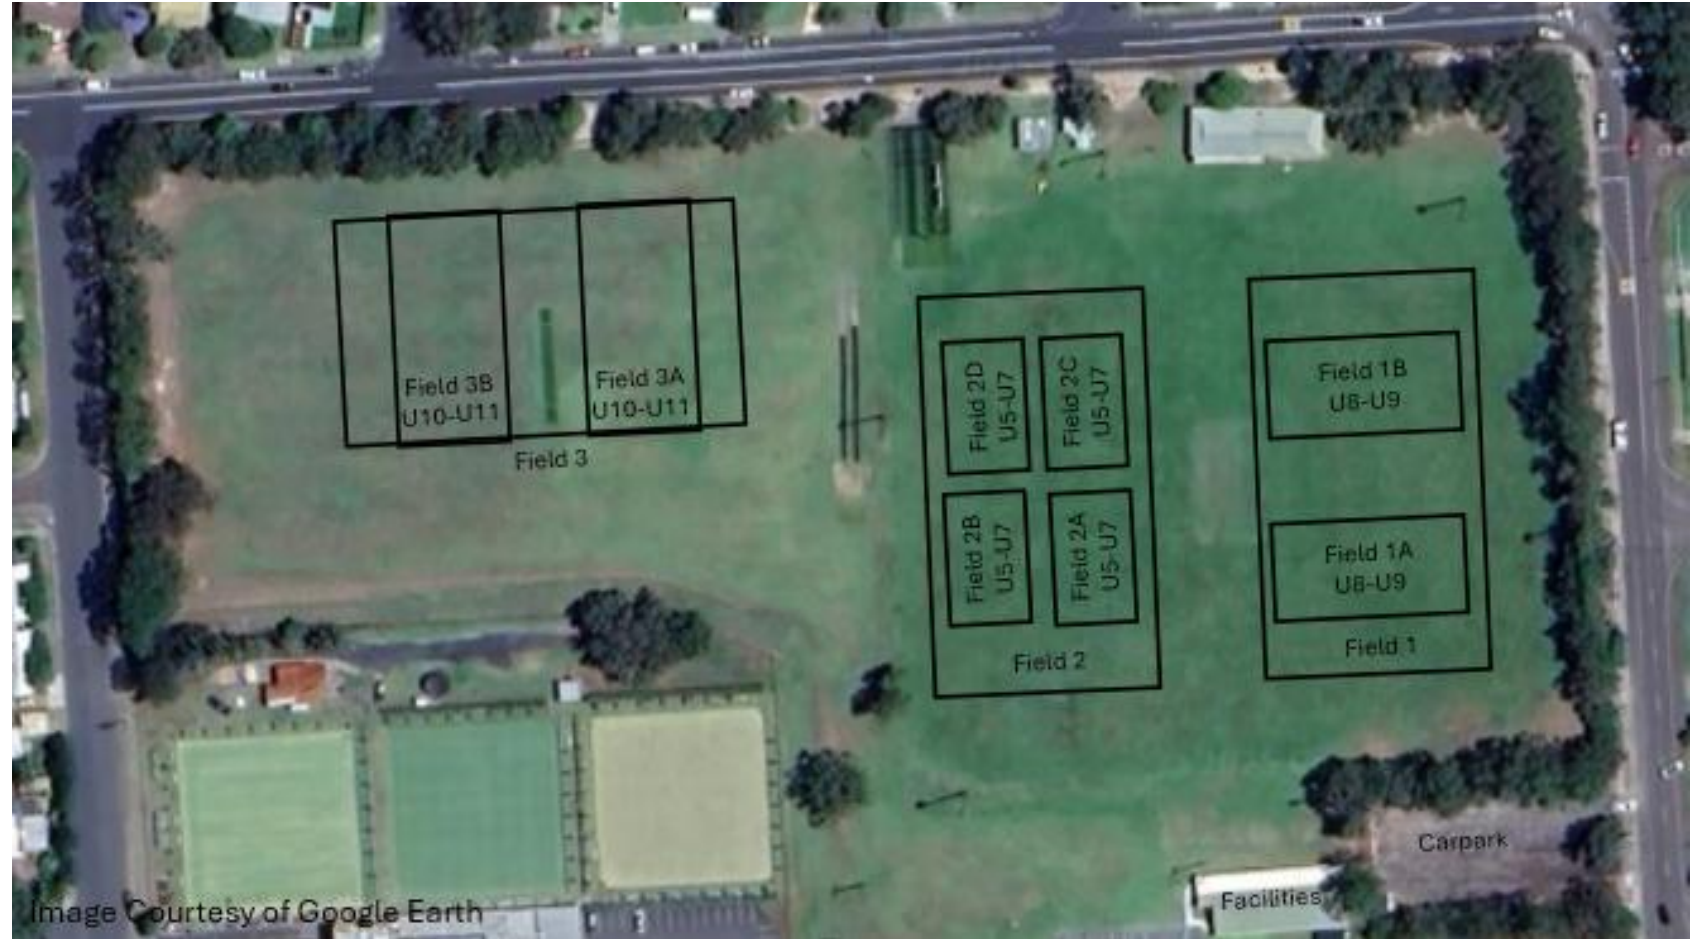 Field 3B
U10-U11
Field 3A
U10-U11
Field 3
Field 2D
U5-U7
Field 2C
U5-U7
Field 2B
U5-U7
Field 2A
U5-U7
Field 2
Field 1B
U8-U9
Field 1A
U8-U9
Field 1
Carpark
Facilities
Image Courtesy of Google Earth